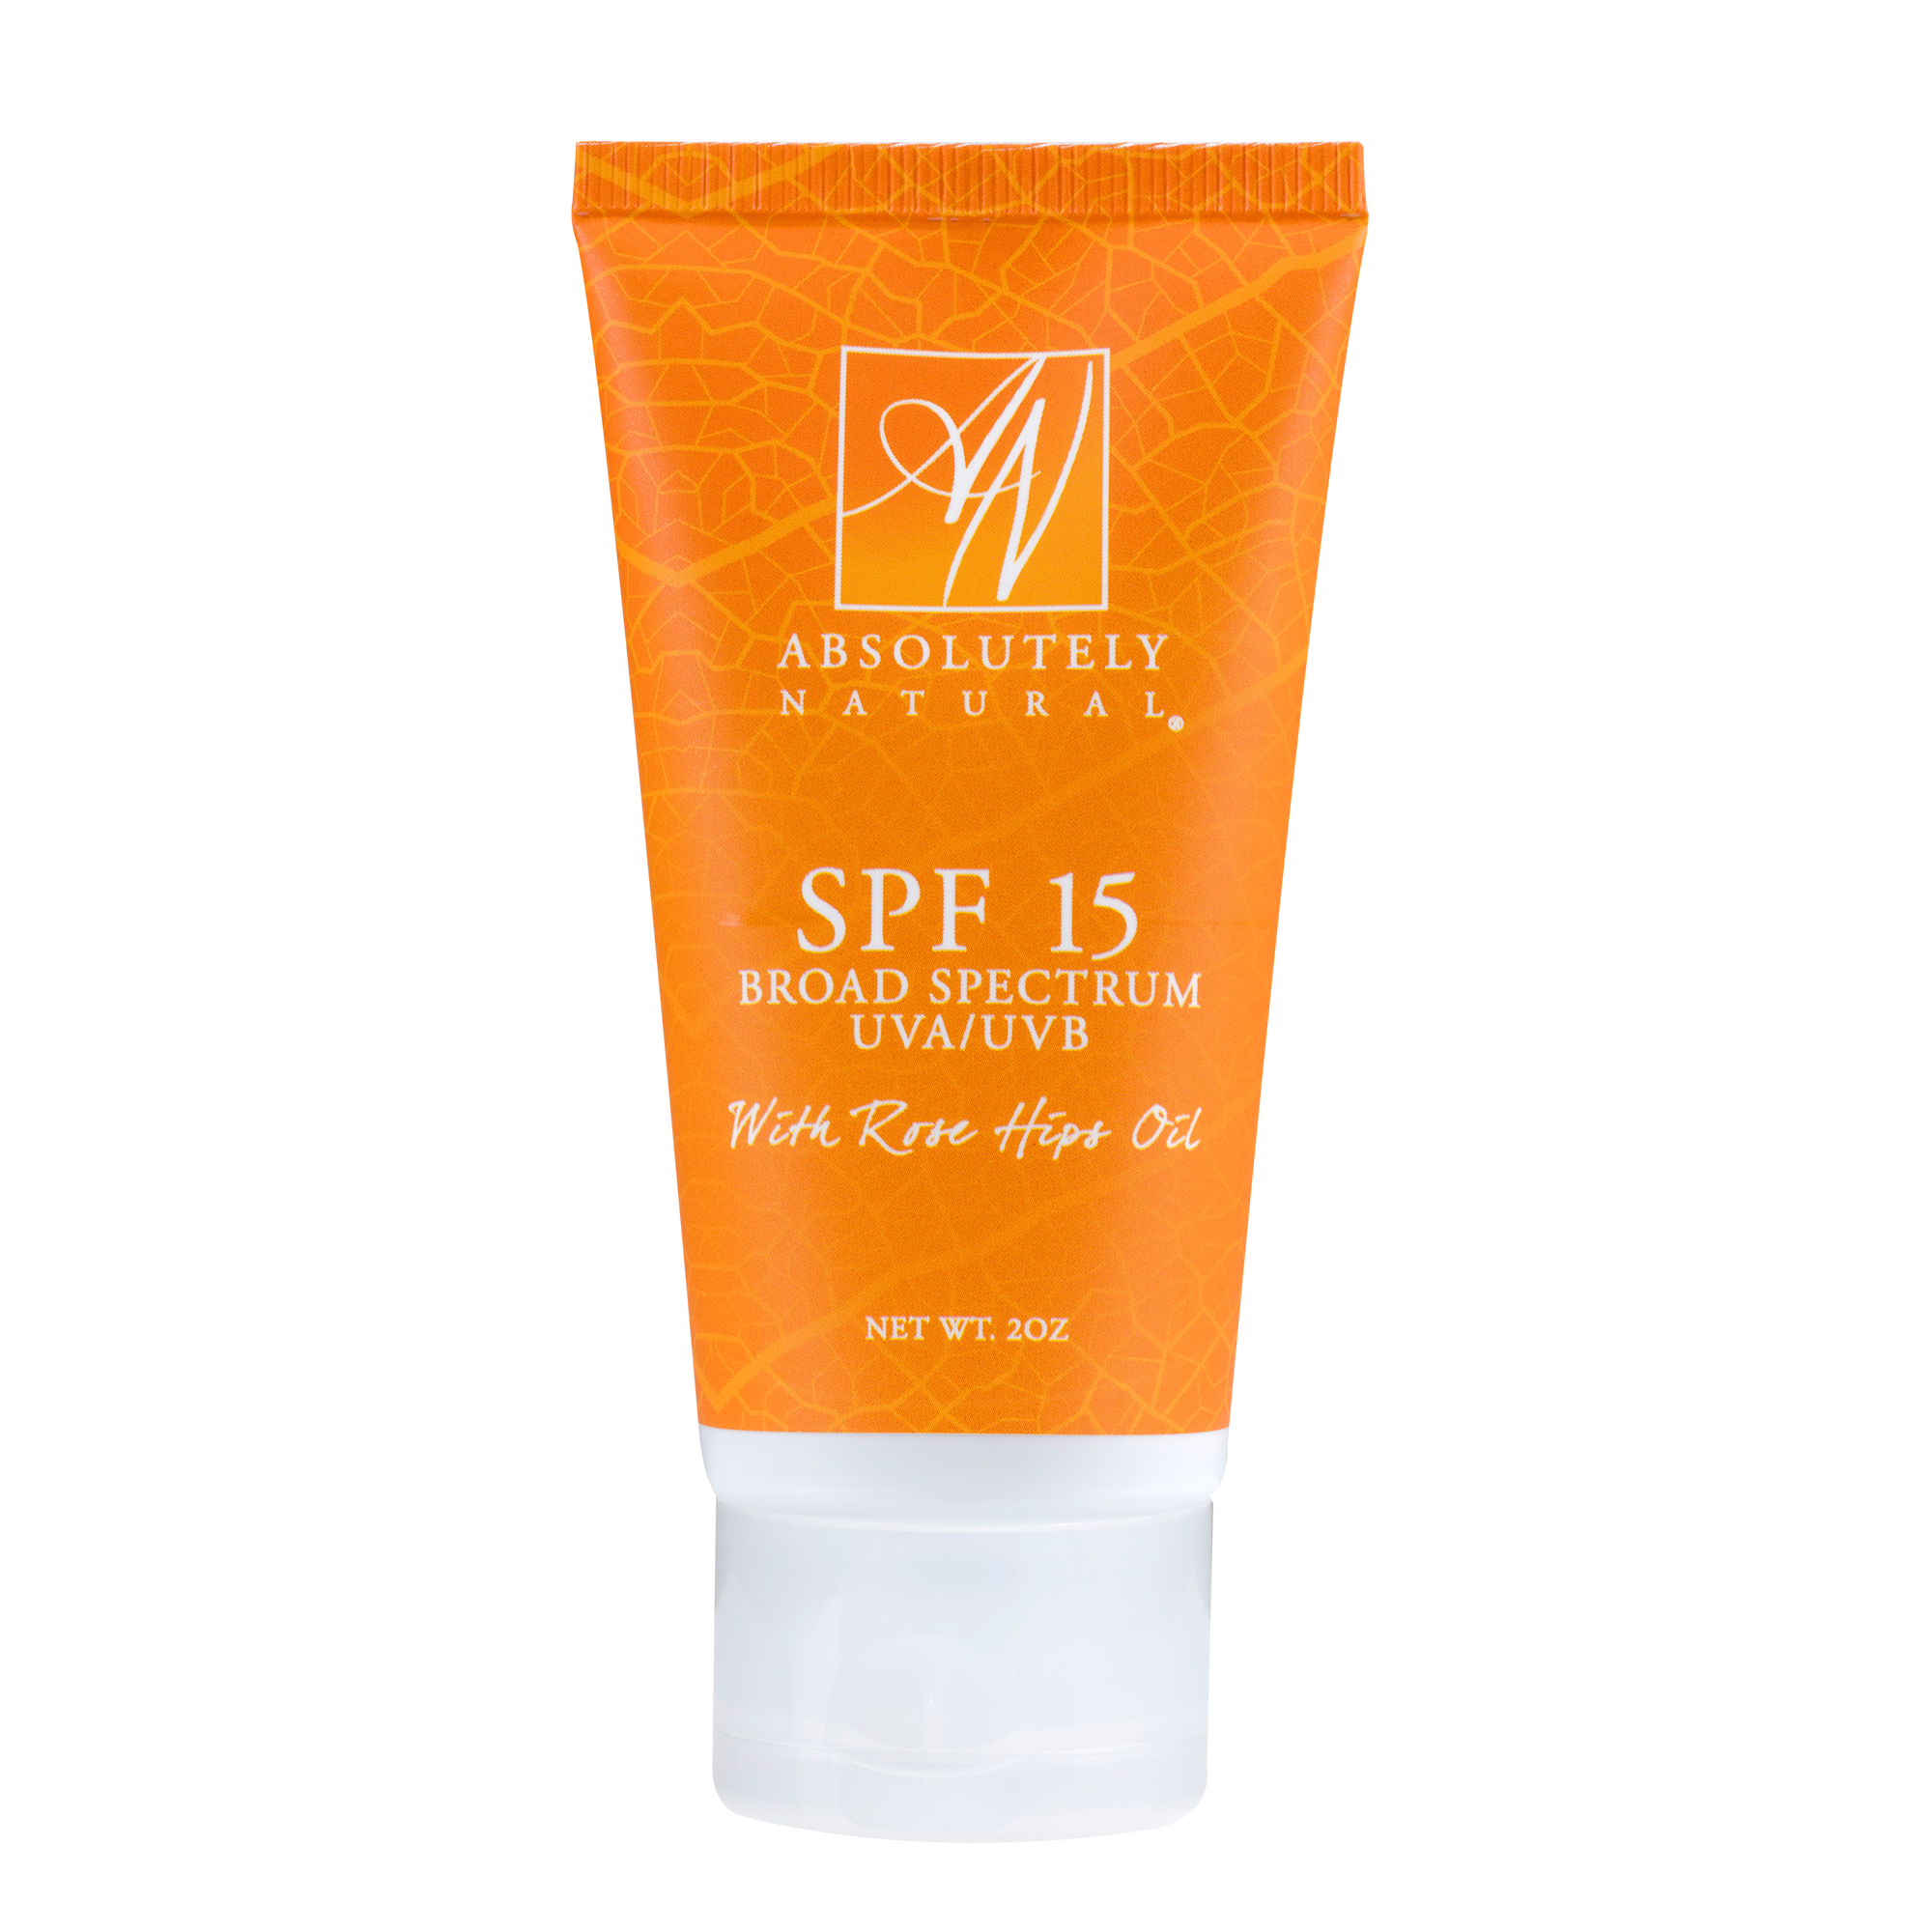 AN
ABSOLUTELY
NATURAL®
SPF 15
BROAD SPECTRUM
UVA/UVB
With Rose Hips Oil
NET WT. 2OZ